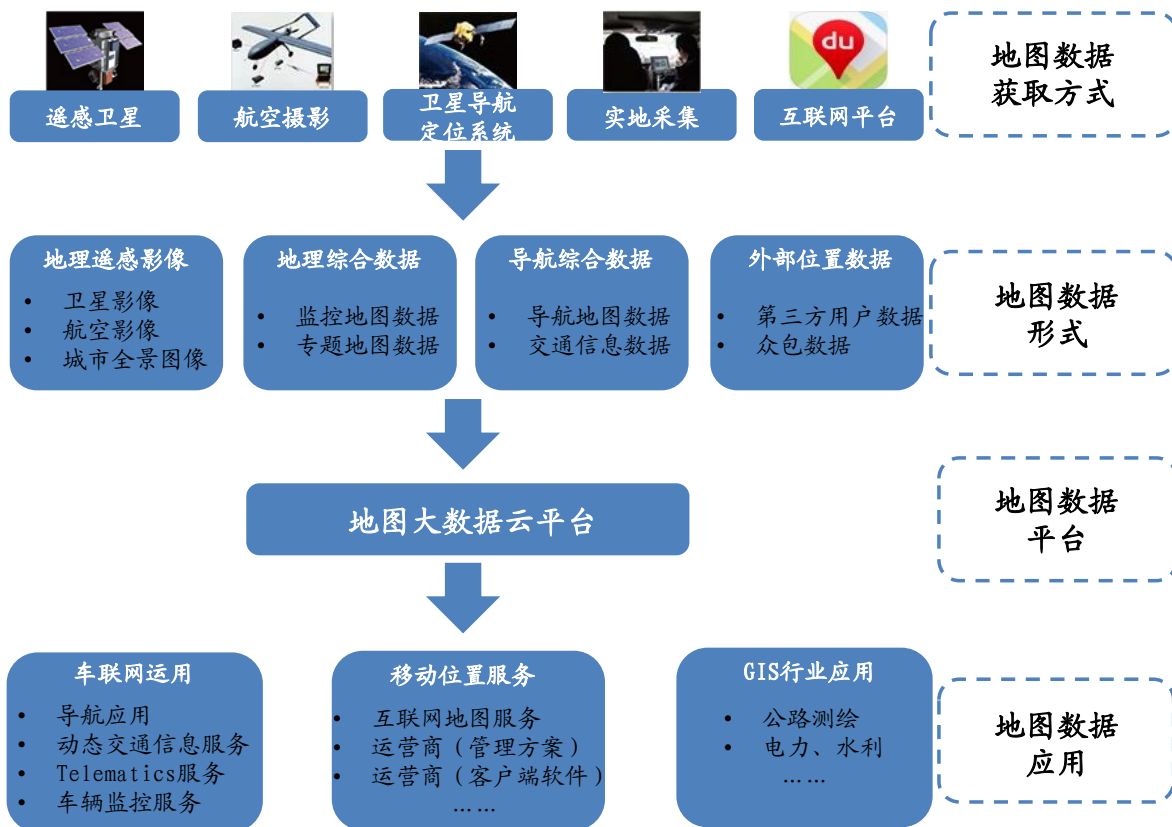 du
遥感卫星
航空摄影
卫星导航
定位系统
实地采集
互联网平台
地图数据
获取方式
地理遥感影像
• 卫星影像
• 航空影像
• 城市全景图像
地理综合数据
• 监控地图数据
• 专题地图数据
导航综合数据
• 导航地图数据
• 交通信息数据
外部位置数据
• 第三方用户数据
• 众包数据
地图数据
形式
地图大数据云平台
地图数据
平台
车联网运用
• 导航应用
• 动态交通信息服务
• Telematics服务
• 车辆监控服务
移动位置服务
• 互联网地图服务
• 运营商（管理方案）
• 运营商（客户端软件）
……
GIS行业应用
• 公路测绘
• 电力、水利
……
地图数据
应用